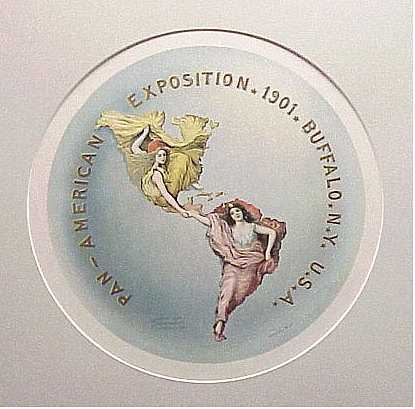 PAN-AMERICAN EXPOSITION. 1901. BUFFALO. N.Y. U.S.A.